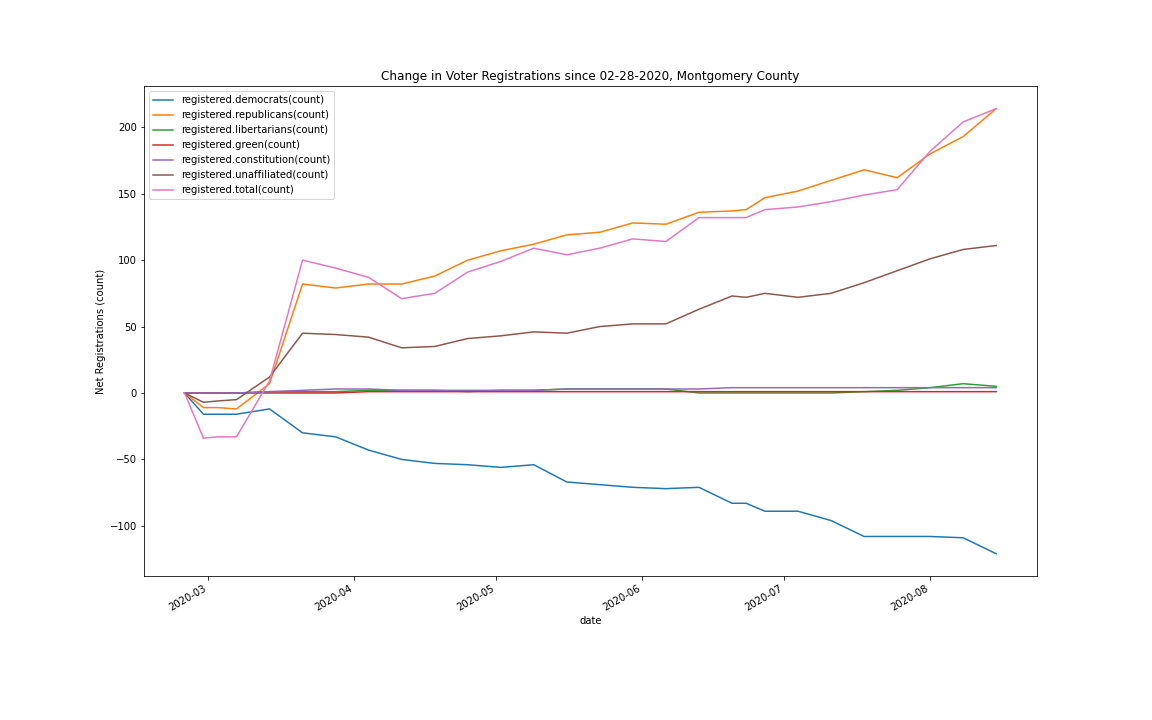 Change in Voter Registrations since 02-28-2020, Montgomery County
registered.democrats(count)
registered.republicans(count)
registered.libertarians(count)
registered.green(count)
registered.constitution(count)
registered.unaffiliated(count)
registered.total(count)
Net Registrations (count)
200
150
100
50
0
−50
−100
2020-03
2020-04
2020-05
2020-06
2020-07
2020-08
date